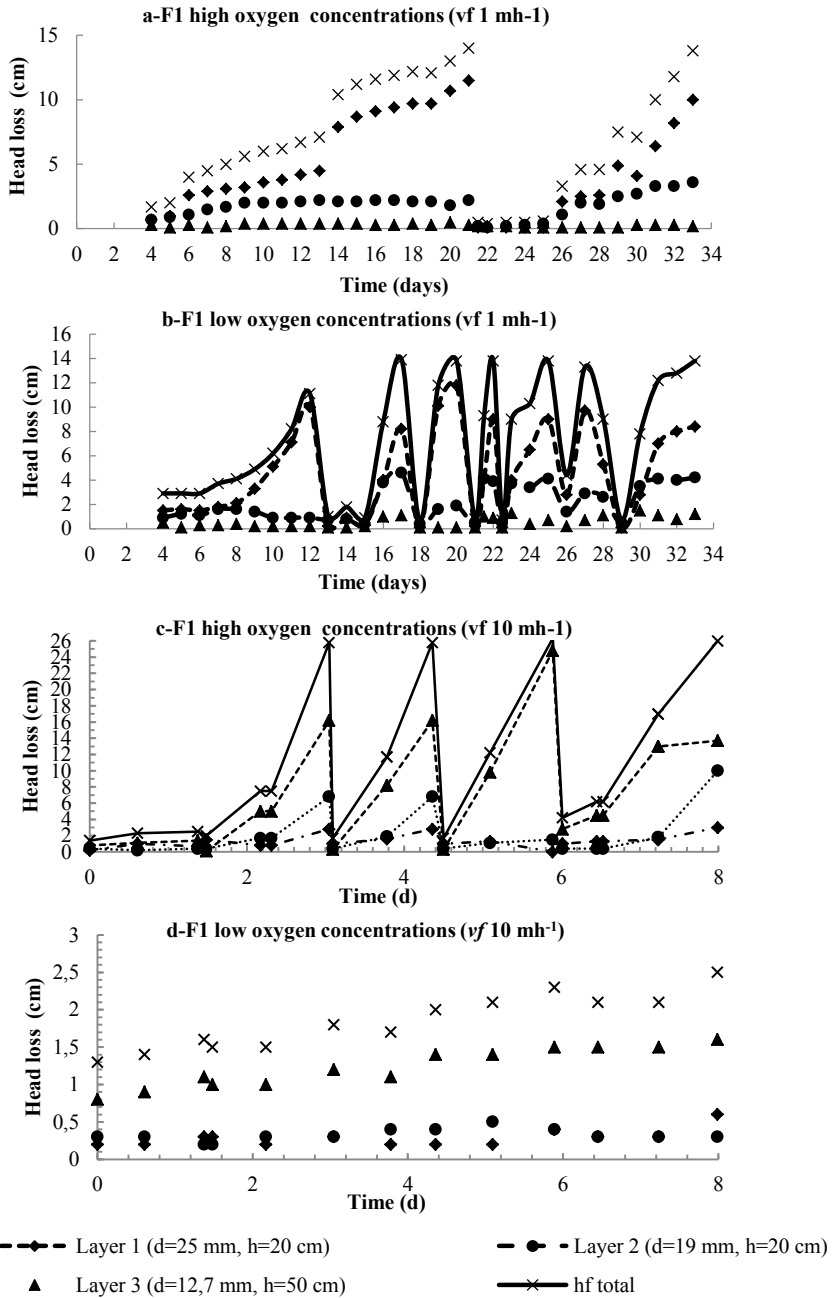 a-F1 high oxygen concentrations (vf 1 mh-1)
15
10
5
0
Head loss (cm)
0 2 4 6 8 10 12 14 16 18 20 22 24 26 28 30 32 34
Time (days)
b-F1 low oxygen concentrations (vf 1 mh-1)
16
14
12
10
8
6
4
2
0
Head loss (cm)
0 2 4 6 8 10 12 14 16 18 20 22 24 26 28 30 32 34
Time (days)
c-F1 high oxygen concentrations (vf 10 mh-1)
26
24
22
20
18
16
14
12
10
8
6
4
2
0
Head loss (cm)
0 2 4 6 8
Time (d)
d-F1 low oxygen concentrations (vf 10 mh⁻¹)
3
2,5
2
1,5
1
0,5
0
Head loss (cm)
0 2 4 6 8
Time (d)
Layer 1 (d=25 mm, h=20 cm) Layer 2 (d=19 mm, h=20 cm)
Layer 3 (d=12,7 mm, h=50 cm) hf total